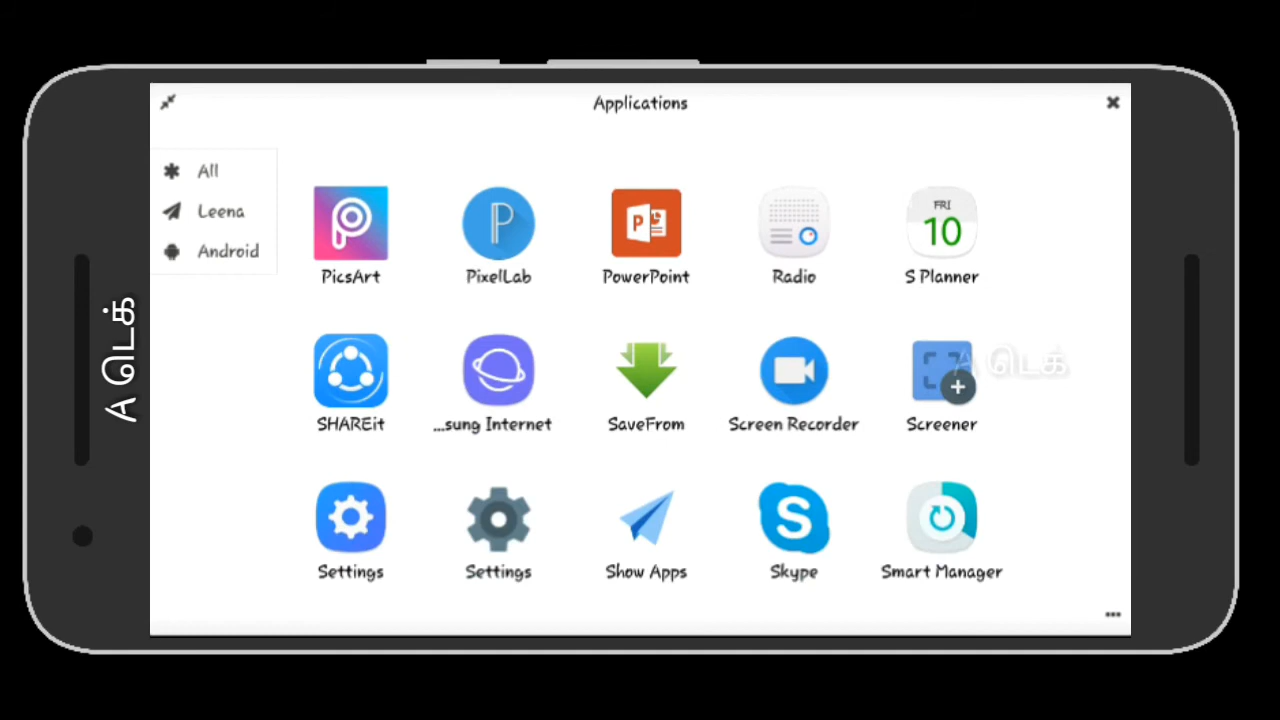 Applications
All
Leena
Android
PicsArt
PixelLab
P
PowerPoint
Radio
FRI
10
S Planner
SHAREit
...sung Internet
SaveFrom
Screen Recorder
Screener
A டெக்
A டெக்
Settings
Settings
Show Apps
S
Skype
Smart Manager